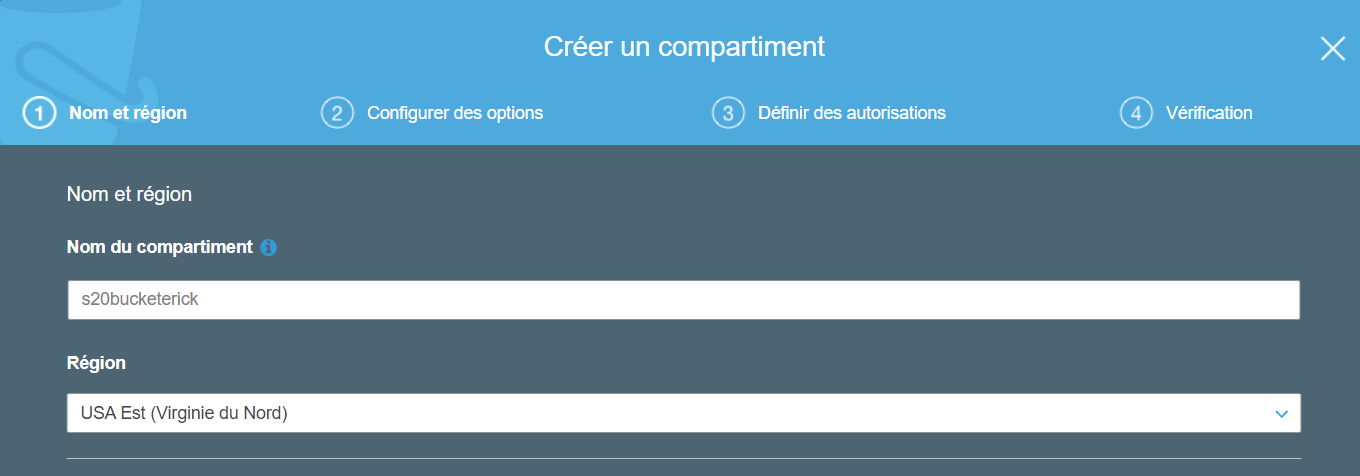 Créer un compartiment
1 Nom et région 2 Configurer des options 3 Définir des autorisations 4 Vérification
Nom et région
Nom du compartiment
s20bucketerick
Région
USA Est (Virginie du Nord)